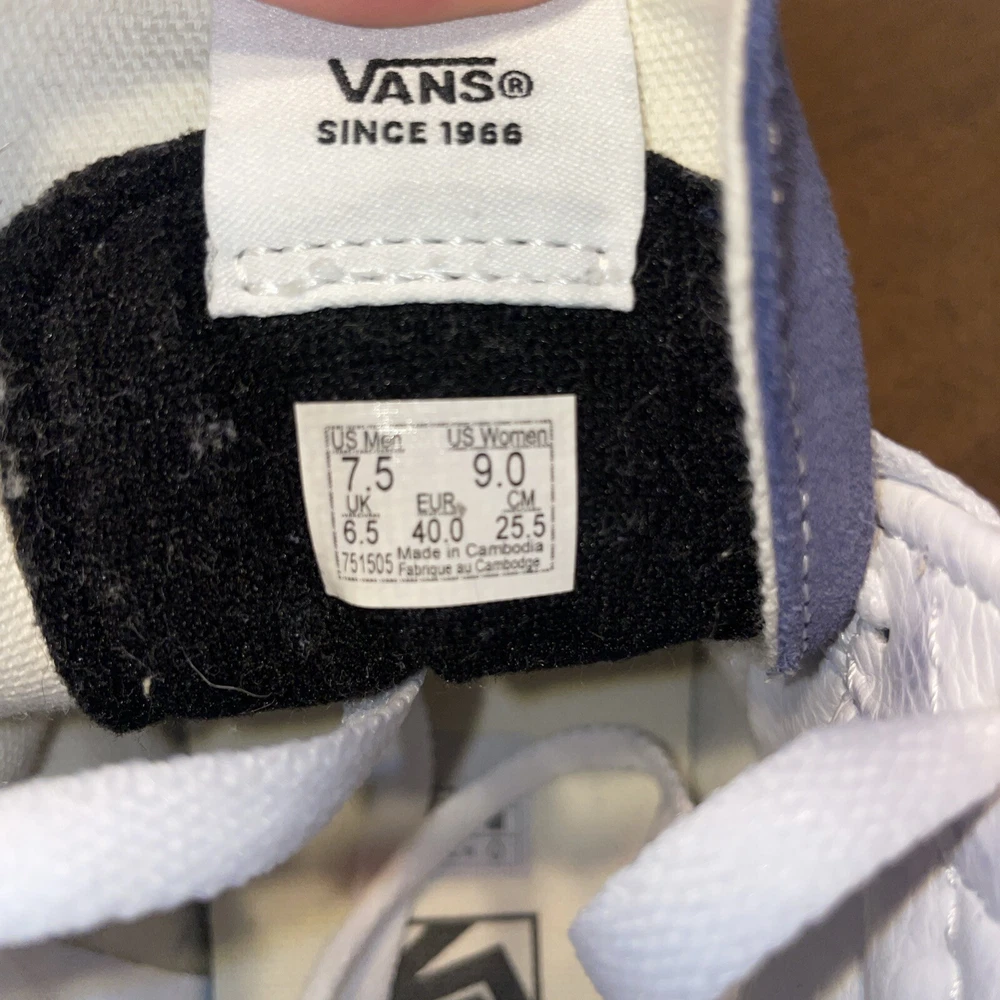 VANS®
SINCE 1966
US Men US Women
7.5 9.0
UK EUR CM
6.5 40.0 25.5
751505 Made in Cambodia
Fabrique au Cambodge